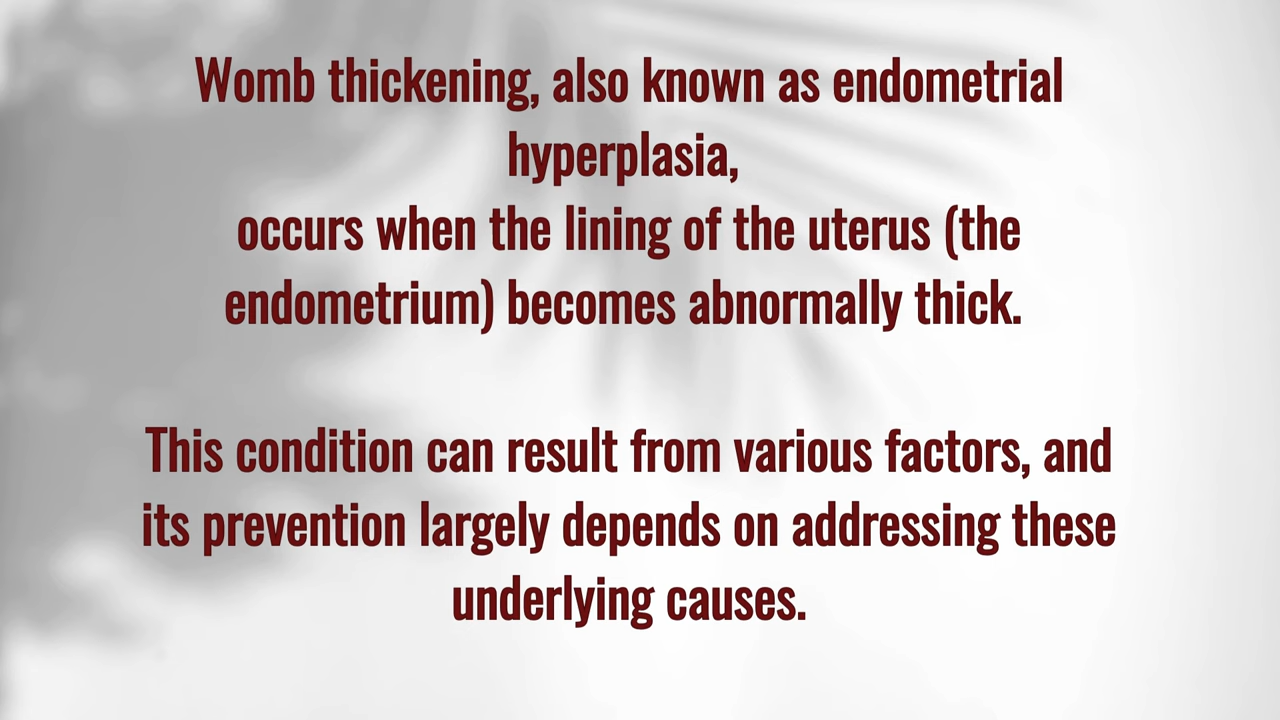 Womb thickening, also known as endometrial
hyperplasia,
occurs when the lining of the uterus (the
endometrium) becomes abnormally thick.
This condition can result from various factors, and
its prevention largely depends on addressing these
underlying causes.